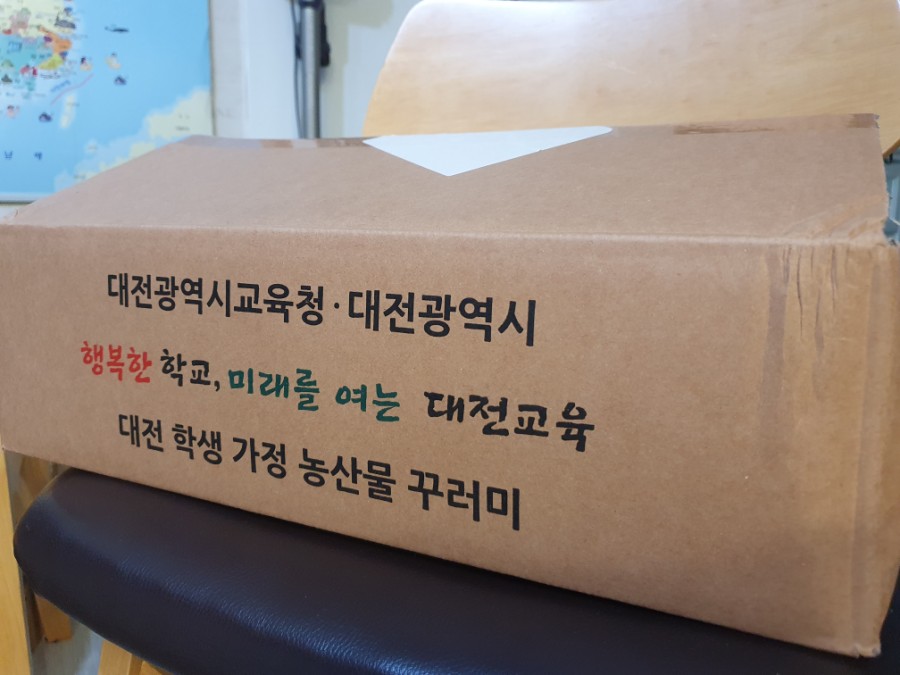 대전광역시교육청·대전광역시
행복한 학교, 미래를 여는 대전교육
대전 학생 가정 농산물 꾸러미